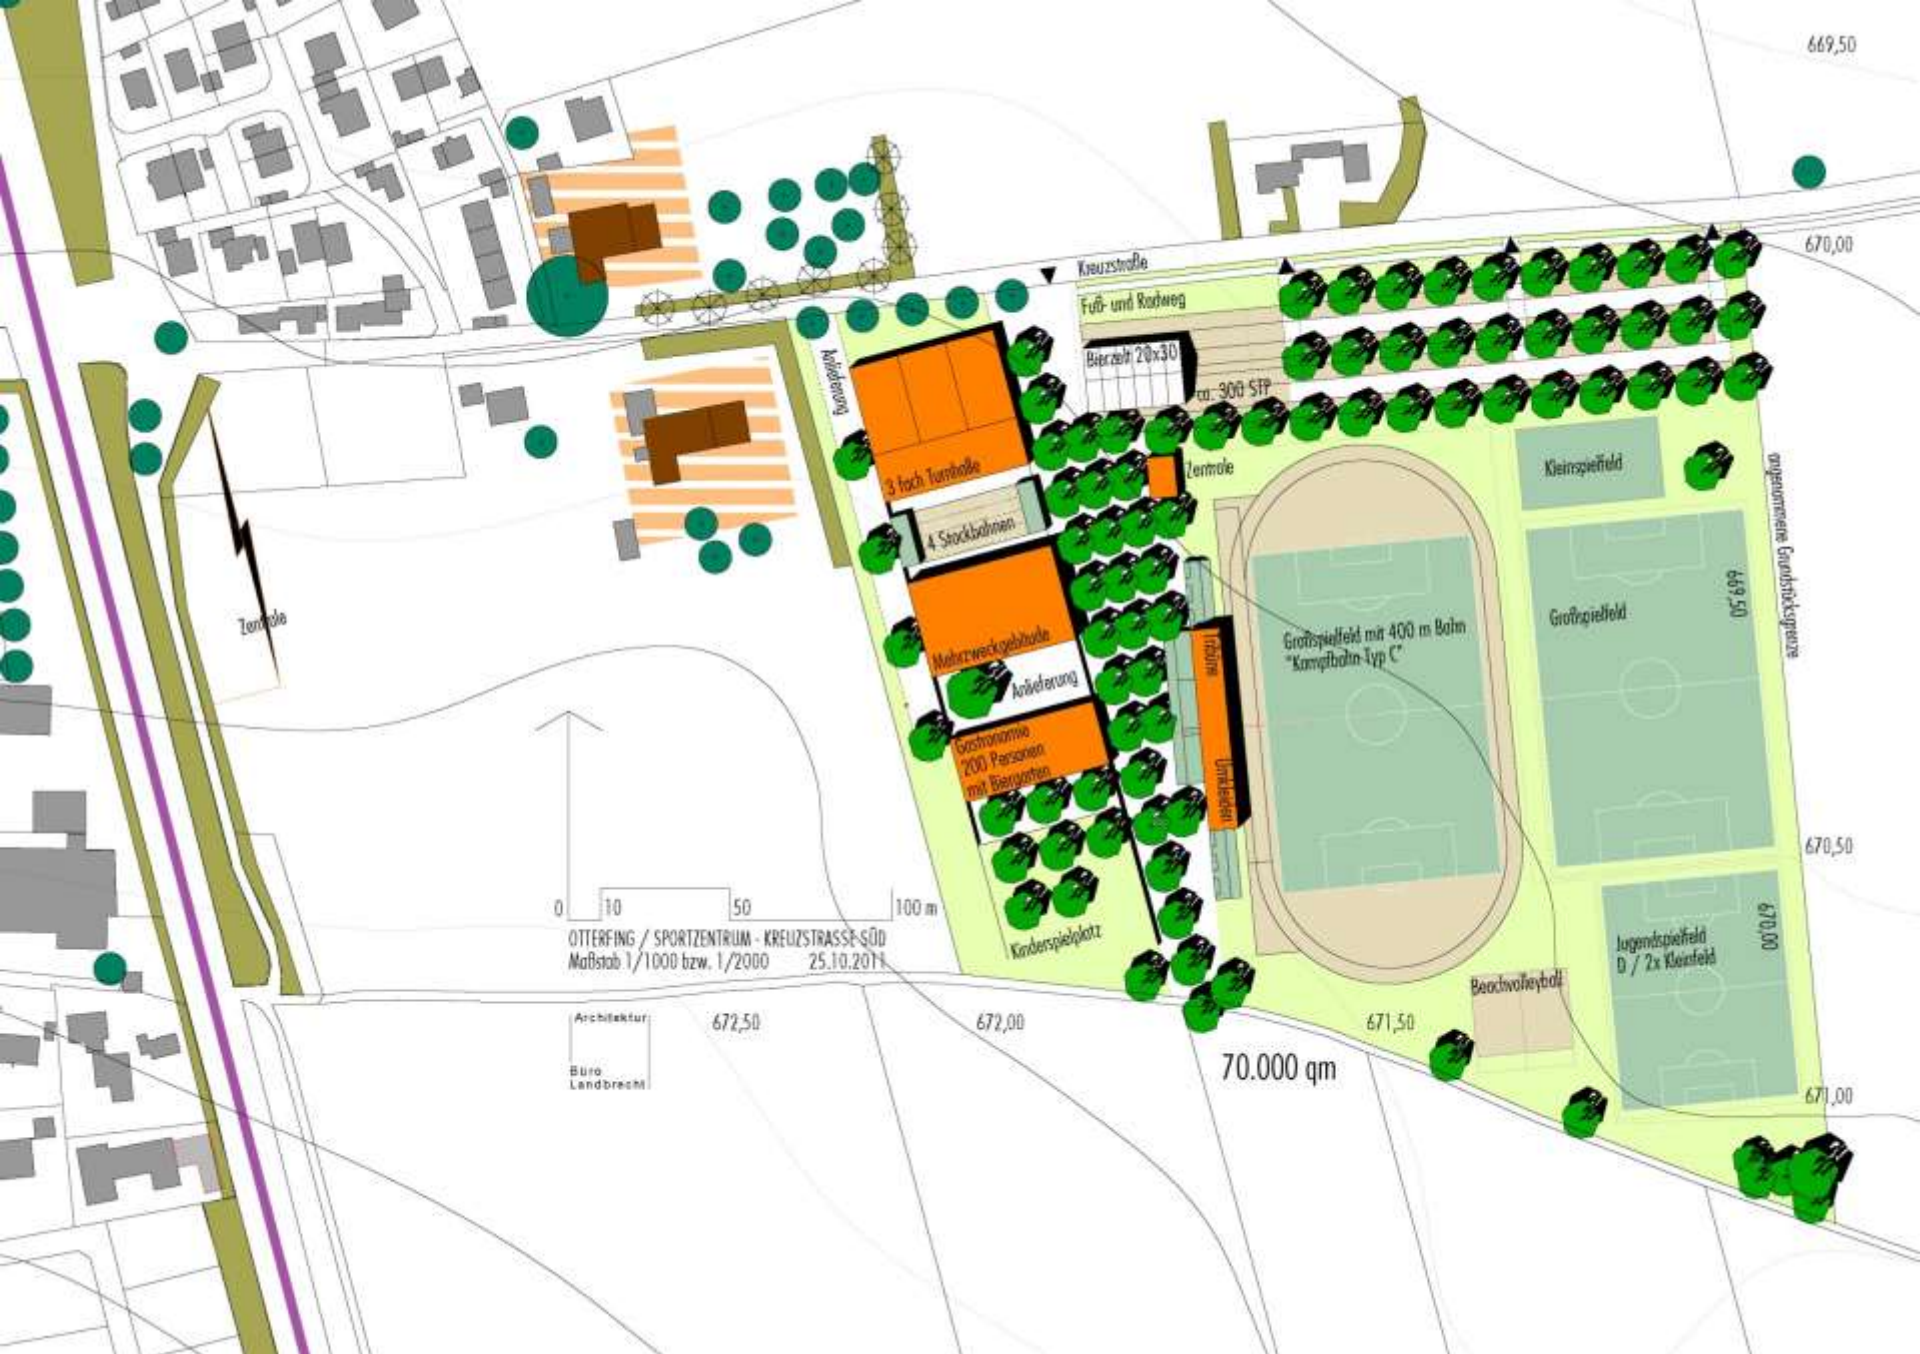 669,50
670,00
Kreuzstraße
Fuß- und Radweg
Bierzelt 20x30
ca. 300 STP
Anlieferung
3 fach Turnhalle
Zentrale
Kleinspielfeld
angenommene Grundstücksgrenze
4 Stockbahnen
Großspielfeld
669,50
Zentrale
Mehrzweckgebäude
Tribüne
Großspielfeld mit 400 m Bahn
"Kampfbahn-Typ C"
Anlieferung
Gastronomie
200 Personen
mit Biergarten
Umkleiden
670,50
0 10 50 100 m
OTTERFING / SPORTZENTRUM - KREUZSTRASSE SÜD
Maßstab 1/1000 bzw. 1/2000 25.10.2011
Kinderspielplatz
Jugendspielfeld
D / 2x Kleinfeld
670,00
Beachvolleyball
Architektur
Büro
Landbrecht
672,50
672,00
671,50
70.000 qm
671,00